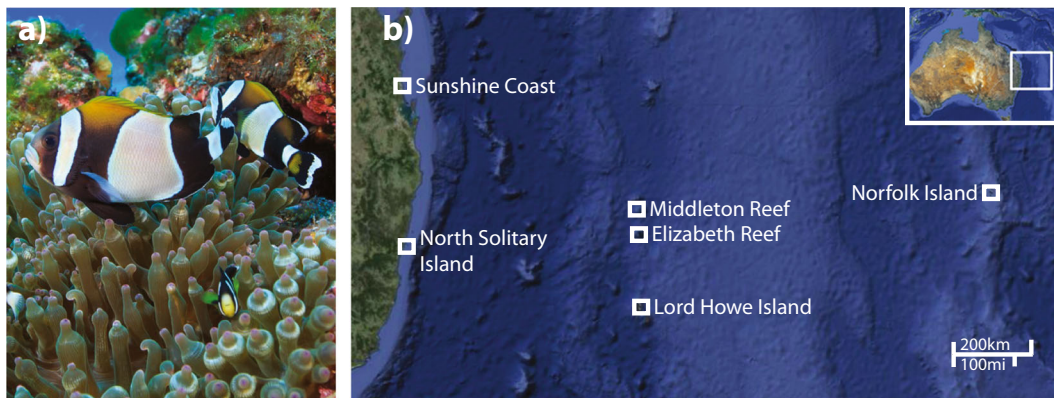 a)
b)
Sunshine Coast
Norfolk Island
Middleton Reef
Elizabeth Reef
North Solitary
Island
Lord Howe Island
200km
100mi